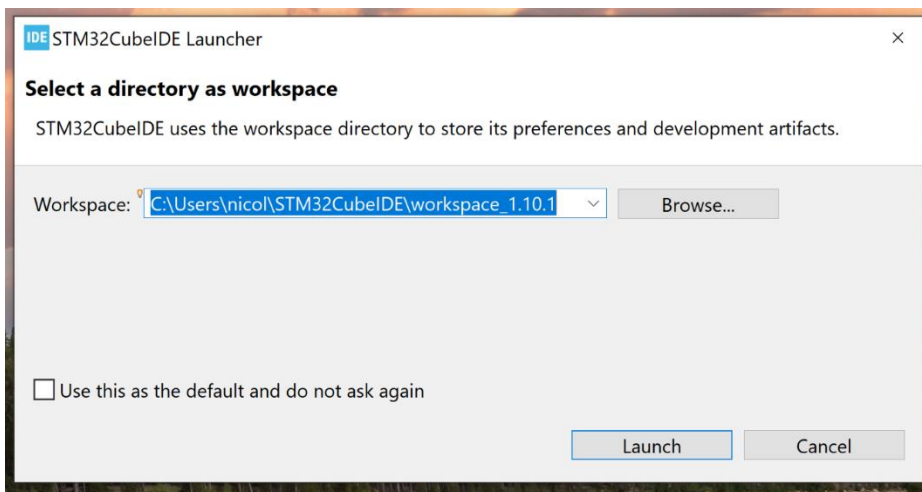 IDE STM32CubeIDE Launcher
Select a directory as workspace
STM32CubeIDE uses the workspace directory to store its preferences and development artifacts.
Workspace: C:\Users\nicol\STM32CubeIDE\workspace_1.10.1 Browse...
Use this as the default and do not ask again
Launch Cancel